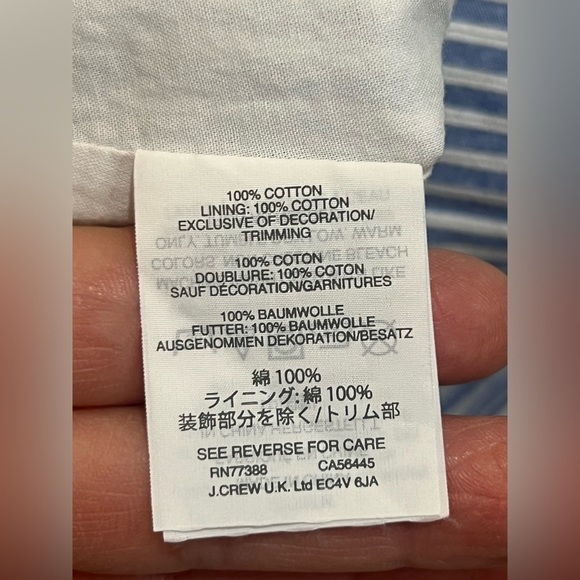 100% COTTON
LINING: 100% COTTON
EXCLUSIVE OF DECORATION/
TRIMMING
100% COTON
DOUBLURE: 100% COTON
SAUF DÉCORATION/GARNITURES
100% BAUMWOLLE
FUTTER: 100% BAUMWOLLE
AUSGENOMMEN DEKORATION/BESATZ
綿 100%
ライニング: 綿 100%
装飾部分を除く/トリム部
SEE REVERSE FOR CARE
RN77388 CA56445
J.CREW U.K. Ltd EC4V 6JA